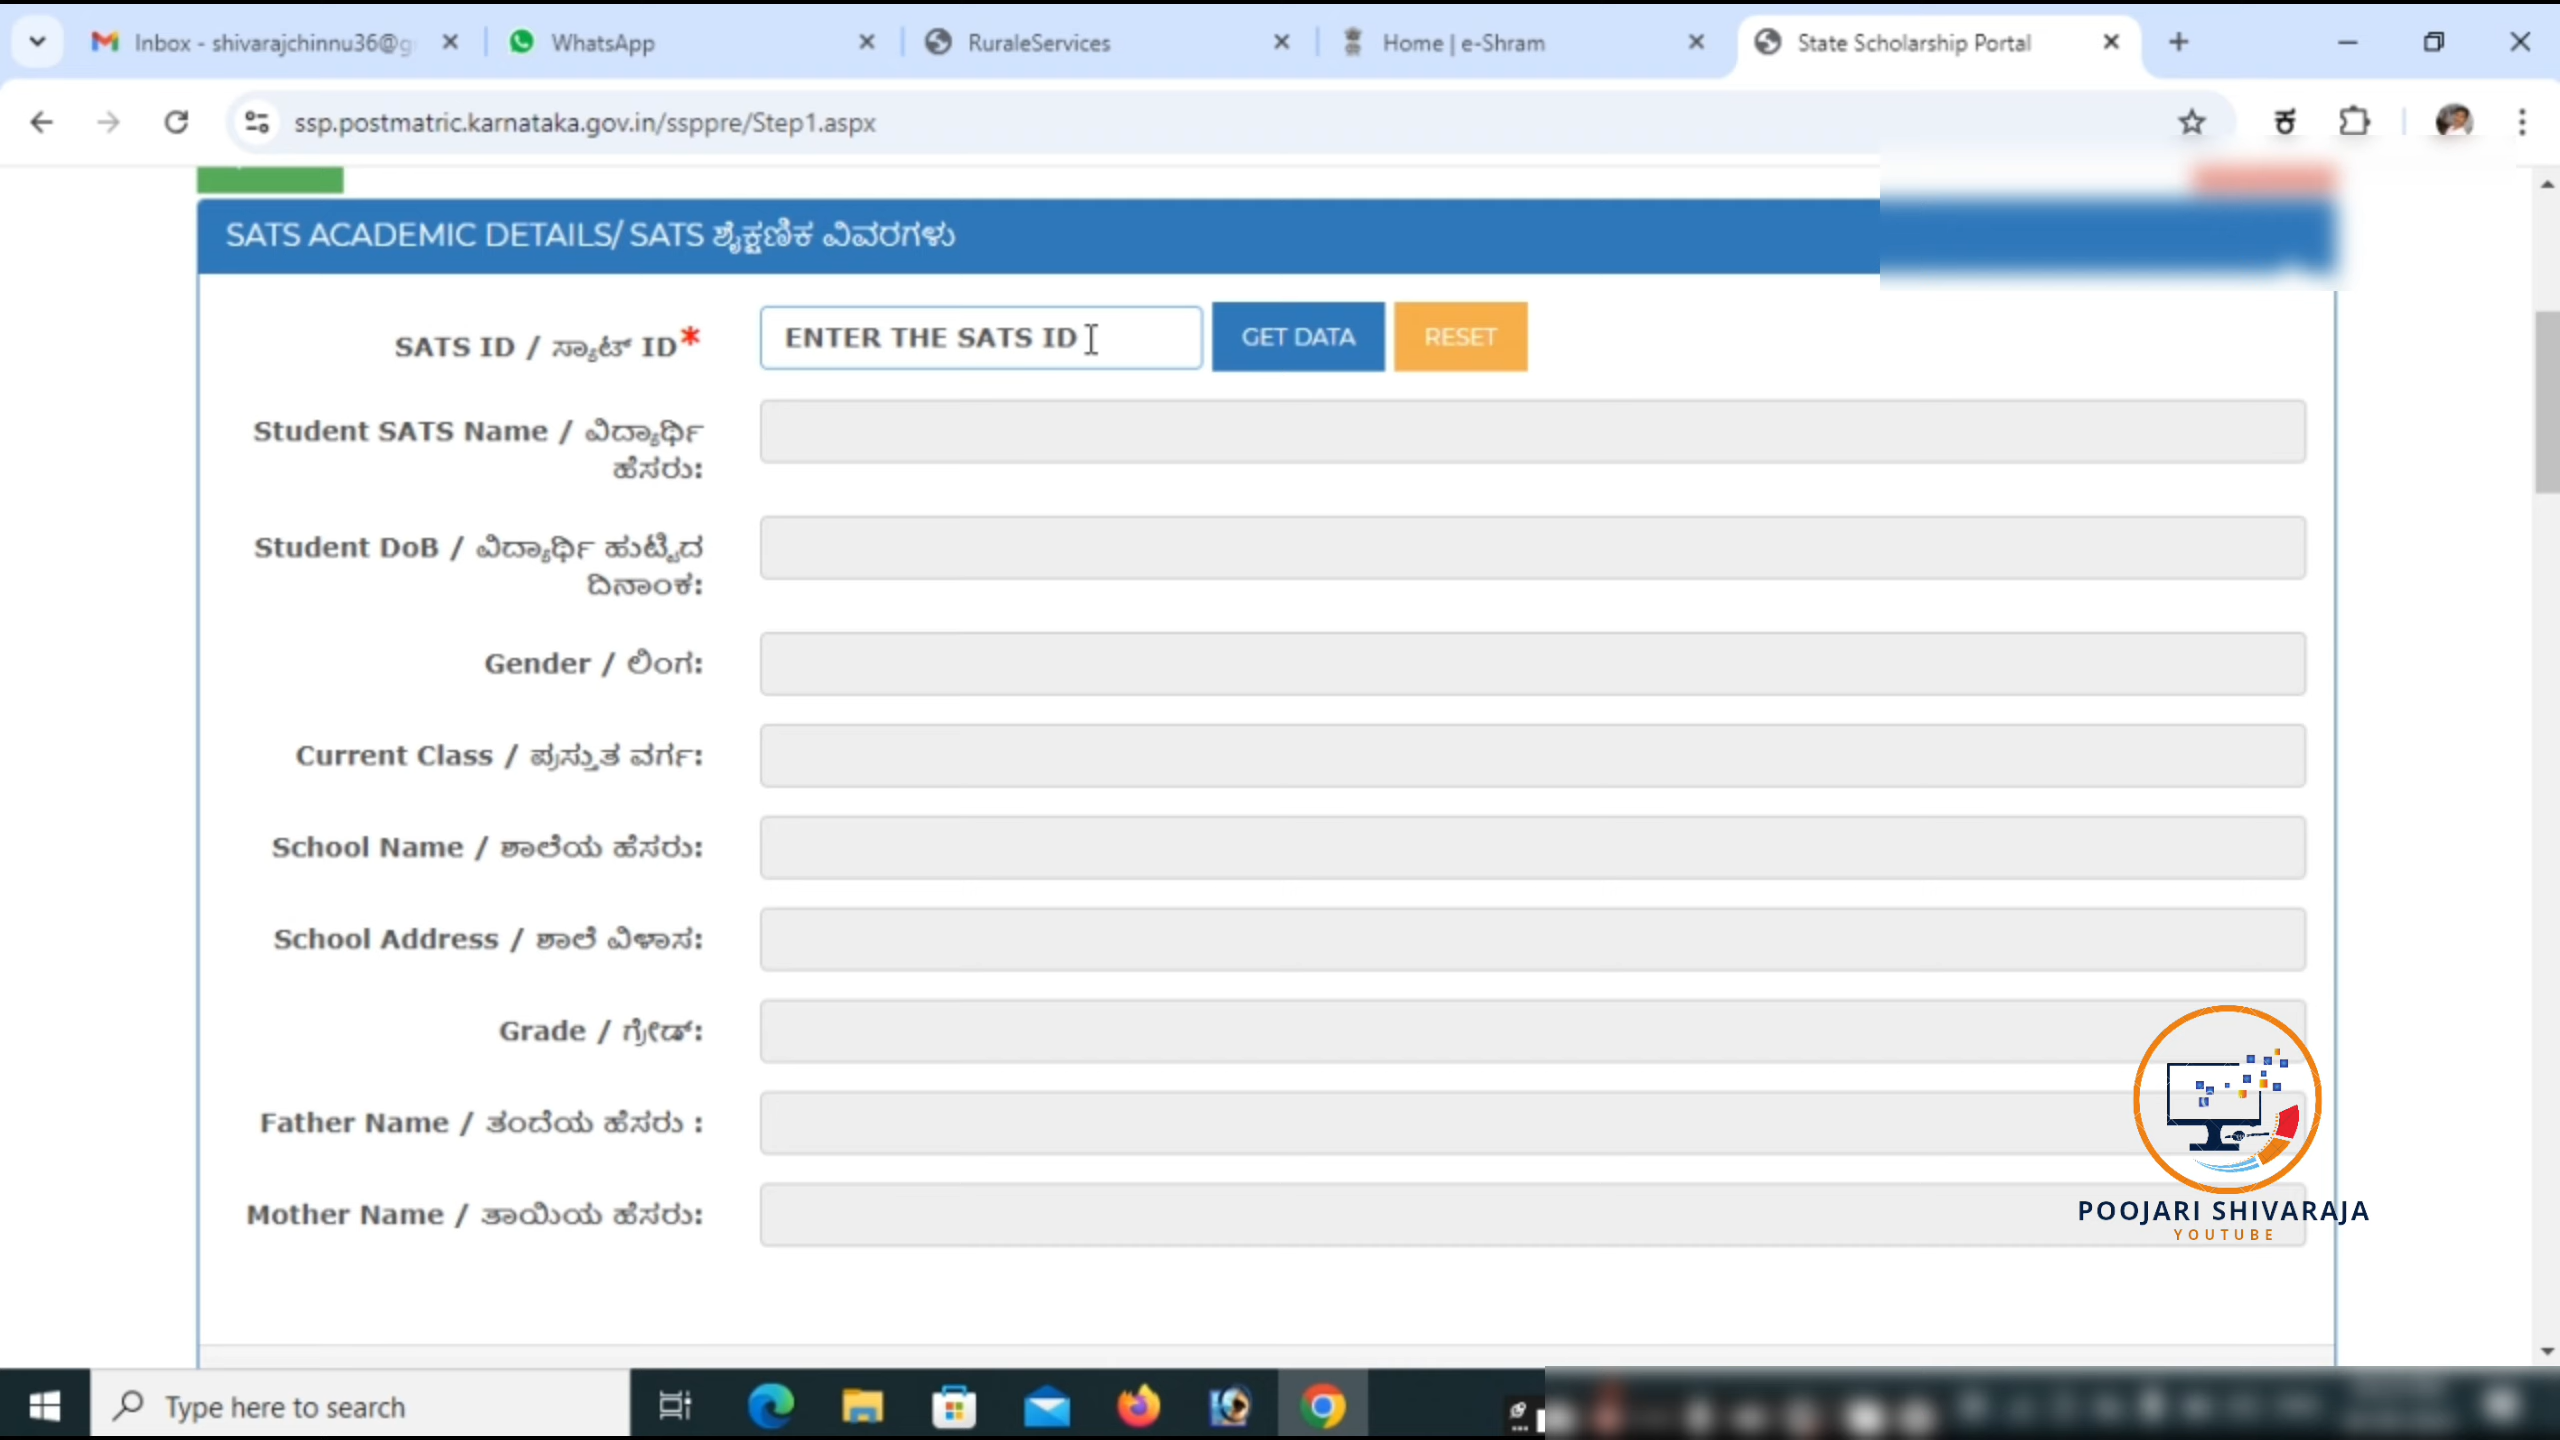 Inbox - shivarajchinnu36@g
WhatsApp
RuraleServices
Home | e-Shram
State Scholarship Portal
ssp.postmatric.karnataka.gov.in/ssppre/Step1.aspx
ಕ
SATS ACADEMIC DETAILS/ SATS ಶೈಕ್ಷಣಿಕ ವಿವರಗಳು
SATS ID / ಸ್ಯಾಟ್ ID*
ENTER THE SATS ID
GET DATA
RESET
Student SATS Name / ವಿದ್ಯಾರ್ಥಿ
ಹೆಸರು:
Student DoB / ವಿದ್ಯಾರ್ಥಿ ಹುಟ್ಟಿದ
ದಿನಾಂಕ:
Gender / ಲಿಂಗ:
Current Class / ಪ್ರಸ್ತುತ ವರ್ಗ:
School Name / ಶಾಲೆಯ ಹೆಸರು:
School Address / ಶಾಲೆ ವಿಳಾಸ:
Grade / ಗ್ರೇಡ್:
Father Name / ತಂದೆಯ ಹೆಸರು :
Mother Name / ತಾಯಿಯ ಹೆಸರು:
POOJARI SHIVARAJA
YOUTUBE
Type here to search